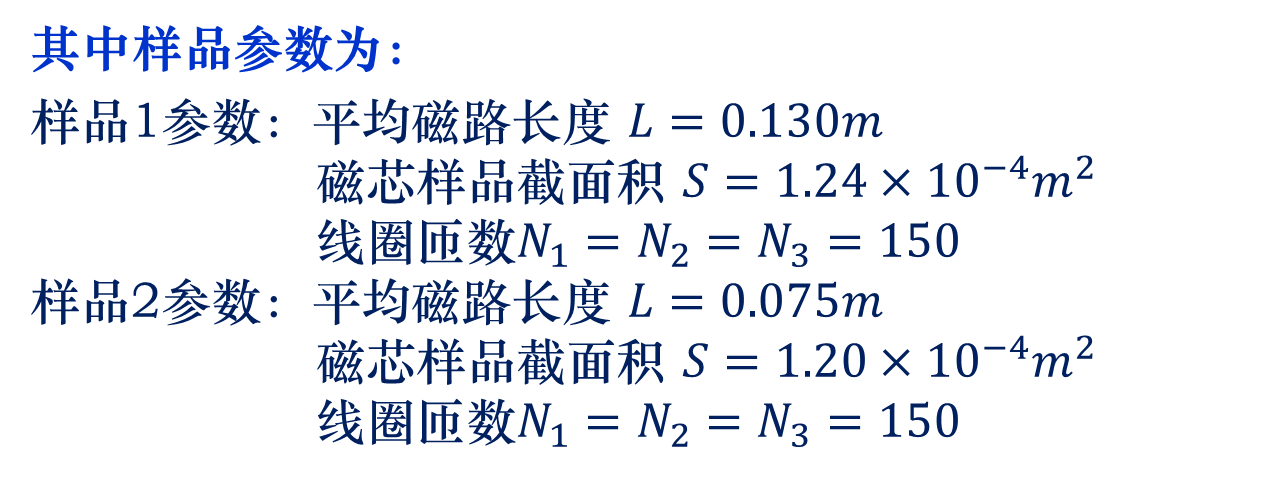 其中样品参数为：
样品1参数：平均磁路长度 L = 0.130m
磁芯样品截面积 S = 1.24 × 10⁻⁴m²
线圈匝数N₁ = N₂ = N₃ = 150
样品2参数：平均磁路长度 L = 0.075m
磁芯样品截面积 S = 1.20 × 10⁻⁴m²
线圈匝数N₁ = N₂ = N₃ = 150